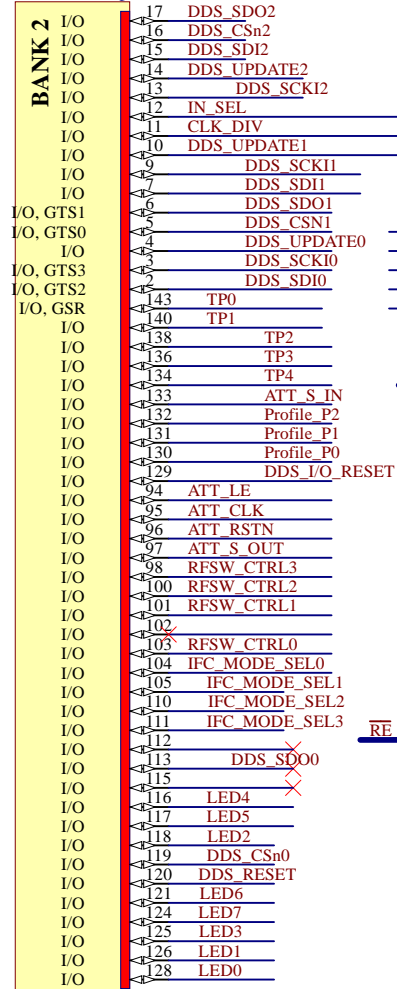 BANK 2
I/O 17 DDS_SDO2
I/O 16 DDS_CSn2
I/O 15 DDS_SDI2
I/O 14 DDS_UPDATE2
I/O 13 DDS_SCKI2
I/O 12 IN_SEL
I/O 11 CLK_DIV
I/O 10 DDS_UPDATE1
I/O 9 DDS_SCKI1
I/O 7 DDS_SDI1
I/O, GTS1 6 DDS_SDO1
I/O, GTS0 5 DDS_CSN1
I/O 4 DDS_UPDATE0
I/O, GTS3 3 DDS_SCKI0
I/O, GTS2 2 DDS_SDI0
I/O, GSR 143 TP0
I/O 140 TP1
I/O 138 TP2
I/O 136 TP3
I/O 134 TP4
I/O 133 ATT_S_IN
I/O 132 Profile_P2
I/O 131 Profile_P1
I/O 130 Profile_P0
I/O 129 DDS_I/O_RESET
I/O 94 ATT_LE
I/O 95 ATT_CLK
I/O 96 ATT_RSTN
I/O 97 ATT_S_OUT
I/O 98 RFSW_CTRL3
I/O 100 RFSW_CTRL2
I/O 101 RFSW_CTRL1
I/O 102
I/O 103 RFSW_CTRL0
I/O 104 IFC_MODE_SEL0
I/O 105 IFC_MODE_SEL1
I/O 110 IFC_MODE_SEL2
I/O 111 IFC_MODE_SEL3 RE
I/O 112
I/O 113 DDS_SDO0
I/O 115
I/O 116 LED4
I/O 117 LED5
I/O 118 LED2
I/O 119 DDS_CSn0
I/O 120 DDS_RESET
I/O 121 LED6
I/O 124 LED7
I/O 125 LED3
I/O 126 LED1
I/O 128 LED0